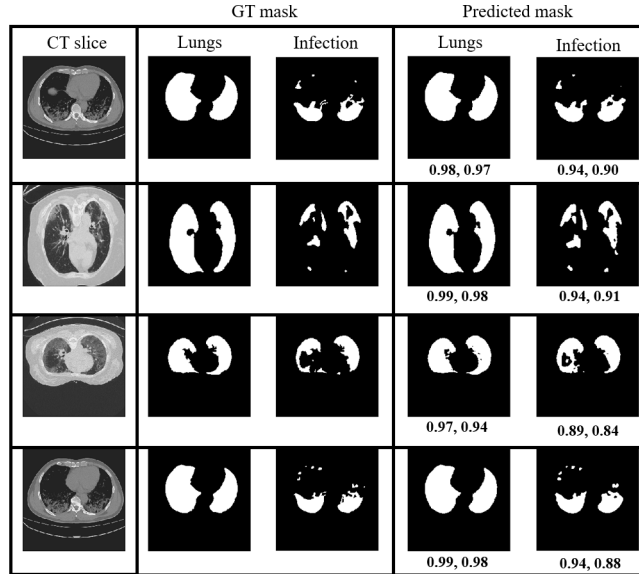 GT mask Predicted mask
CT slice Lungs Infection Lungs Infection
0.98, 0.97 0.94, 0.90
0.99, 0.98 0.94, 0.91
0.97, 0.94 0.89, 0.84
0.99, 0.98 0.94, 0.88